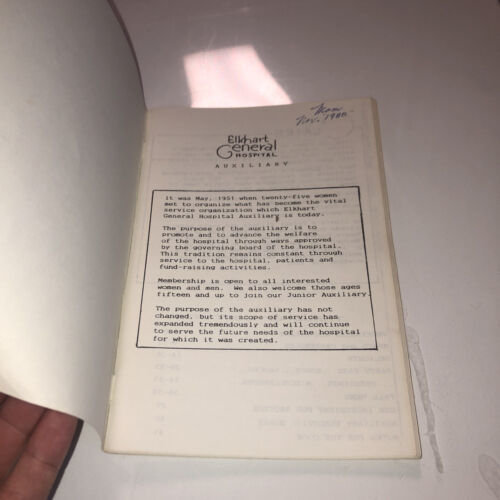 Mom
Nov. 1988
Elkhart
General
HOSPITAL
AUXILIARY
It was May, 1951 when twenty-five women
met to organize what has become the vital
service organization which Elkhart
General Hospital Auxiliary is today.
The purpose of the auxiliary is to
promote and to advance the welfare
of the hospital through ways approved
by the governing board of the hospital.
This tradition remains constant through
service to the hospital, patients and
fund-raising activities.
Membership is open to all interested
women and men. We also welcome those ages
fifteen and up to join our Junior Auxiliary.
The purpose of the auxiliary has not
changed, but its scope of service has
expanded tremendously and will continue
to serve the future needs of the hospital
for which it was created.